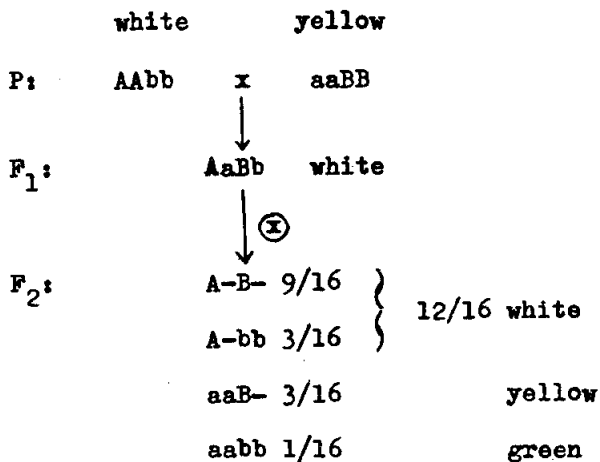 white yellow
P: AAbb x aaBB
F1: AaBb white
x
F2: A-B- 9/16
12/16 white
A-bb 3/16
aaB- 3/16 yellow
aabb 1/16 green